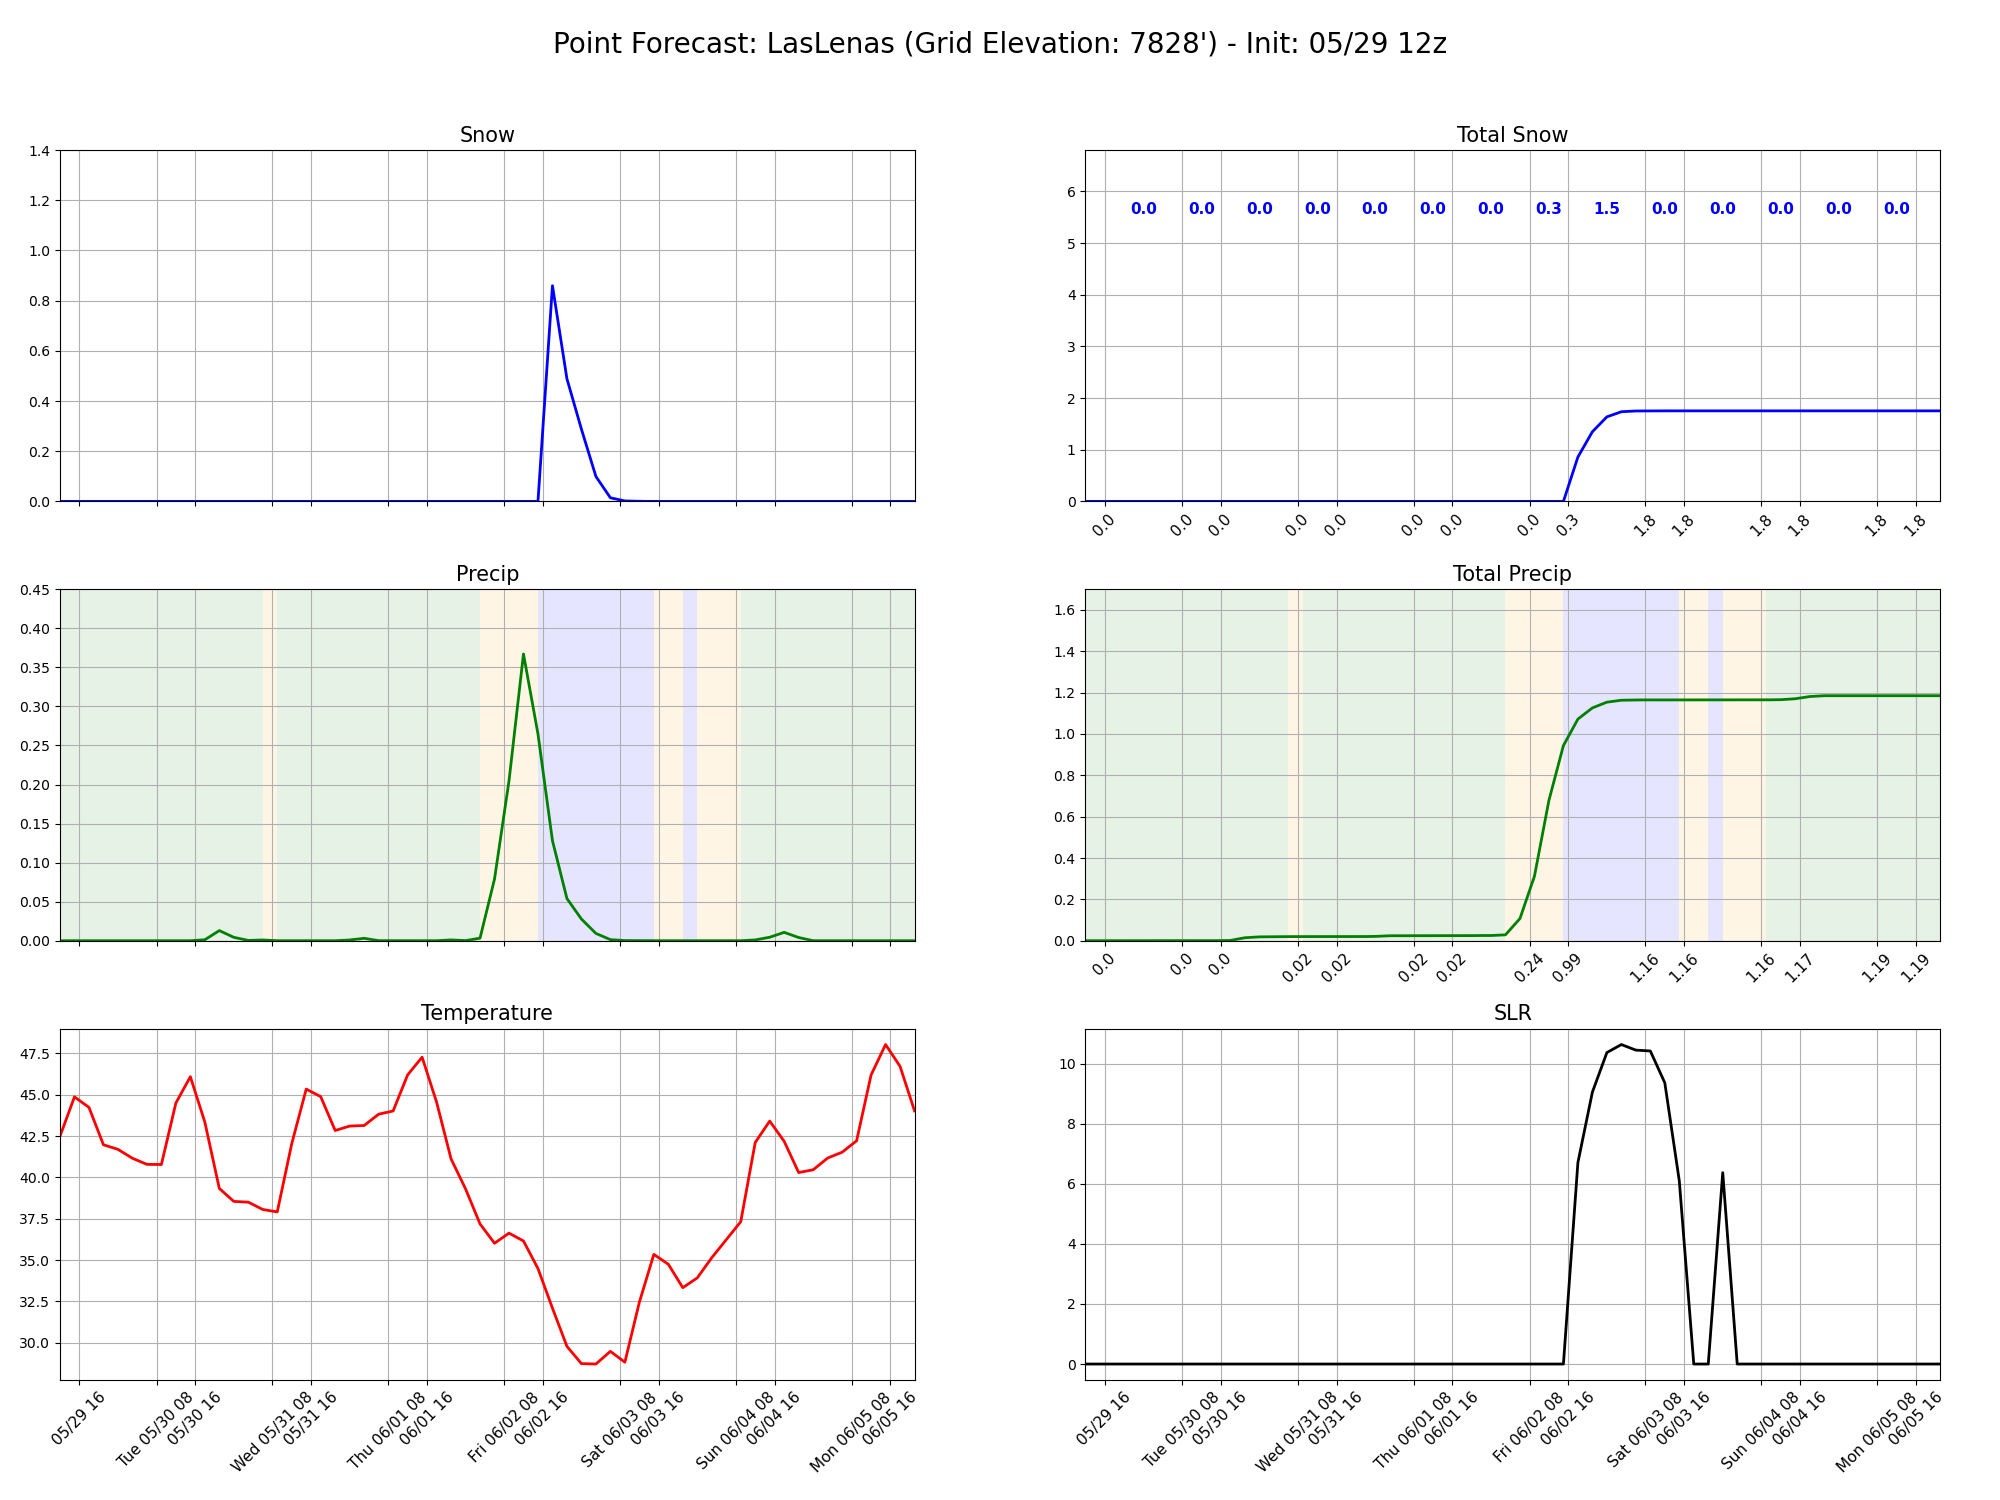 Point Forecast: LasLenas (Grid Elevation: 7828') - Init: 05/29 12z
Snow
1.4
1.2
1.0
0.8
0.6
0.4
0.2
0.0
Total Snow
6
5
4
3
2
1
0
0.0 0.0 0.0 0.0 0.0 0.0 0.0 0.3 1.5 0.0 0.0 0.0 0.0 0.0
0.0 0.0 0.0 0.0 0.0 0.0 0.0 0.0 0.3 1.8 1.8 1.8 1.8 1.8 1.8
Precip
0.45
0.40
0.35
0.30
0.25
0.20
0.15
0.10
0.05
0.00
Total Precip
1.6
1.4
1.2
1.0
0.8
0.6
0.4
0.2
0.0
0.0 0.0 0.0 0.02 0.02 0.02 0.02 0.24 0.99 1.16 1.16 1.16 1.17 1.19 1.19
Temperature
47.5
45.0
42.5
40.0
37.5
35.0
32.5
30.0
05/29 16
Tue 05/30 08
05/30 16
Wed 05/31 08
05/31 16
Thu 06/01 08
06/01 16
Fri 06/02 08
06/02 16
Sat 06/03 08
06/03 16
Sun 06/04 08
06/04 16
Mon 06/05 08
06/05 16
SLR
10
8
6
4
2
0
05/29 16
Tue 05/30 08
05/30 16
Wed 05/31 08
05/31 16
Thu 06/01 08
06/01 16
Fri 06/02 08
06/02 16
Sat 06/03 08
06/03 16
Sun 06/04 08
06/04 16
Mon 06/05 08
06/05 16